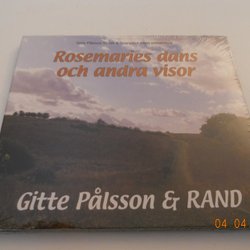 Rosemaries dans
och andra visor
Gitte Pålsson & RAND
04 04